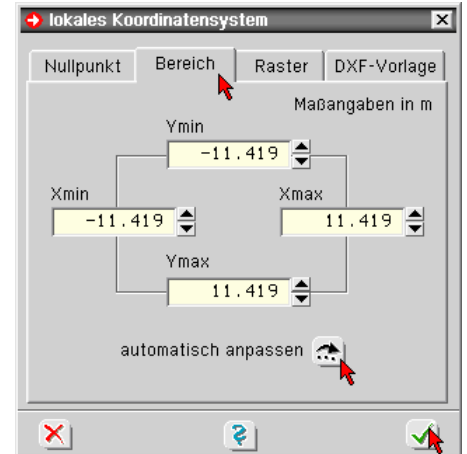 lokales Koordinatensystem
Nullpunkt Bereich Raster DXF-Vorlage
Maßangaben in m
Ymin
-11.419
Xmin Xmax
-11.419 11.419
Ymax
11.419
automatisch anpassen